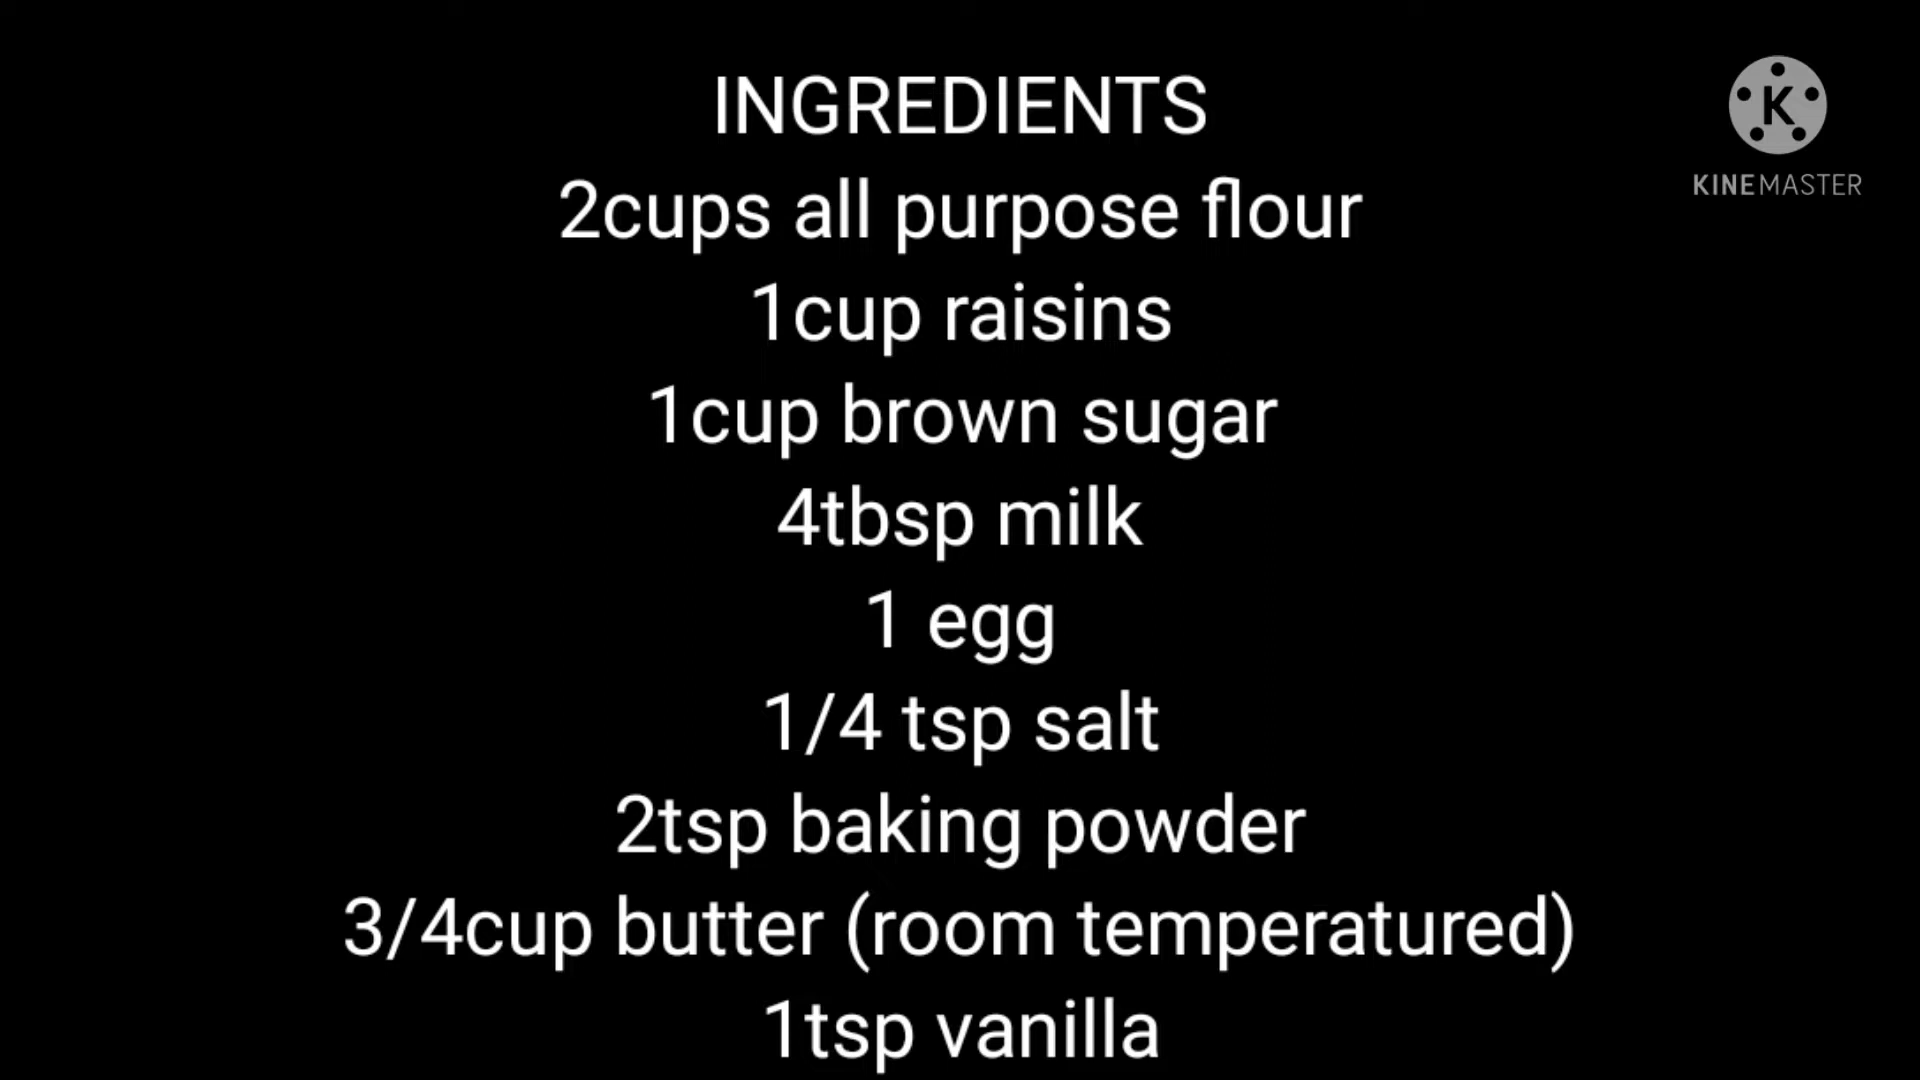 INGREDIENTS
2cups all purpose flour
1cup raisins
1cup brown sugar
4tbsp milk
1 egg
1/4 tsp salt
2tsp baking powder
3/4cup butter (room temperatured)
1tsp vanilla
K
KINEMASTER